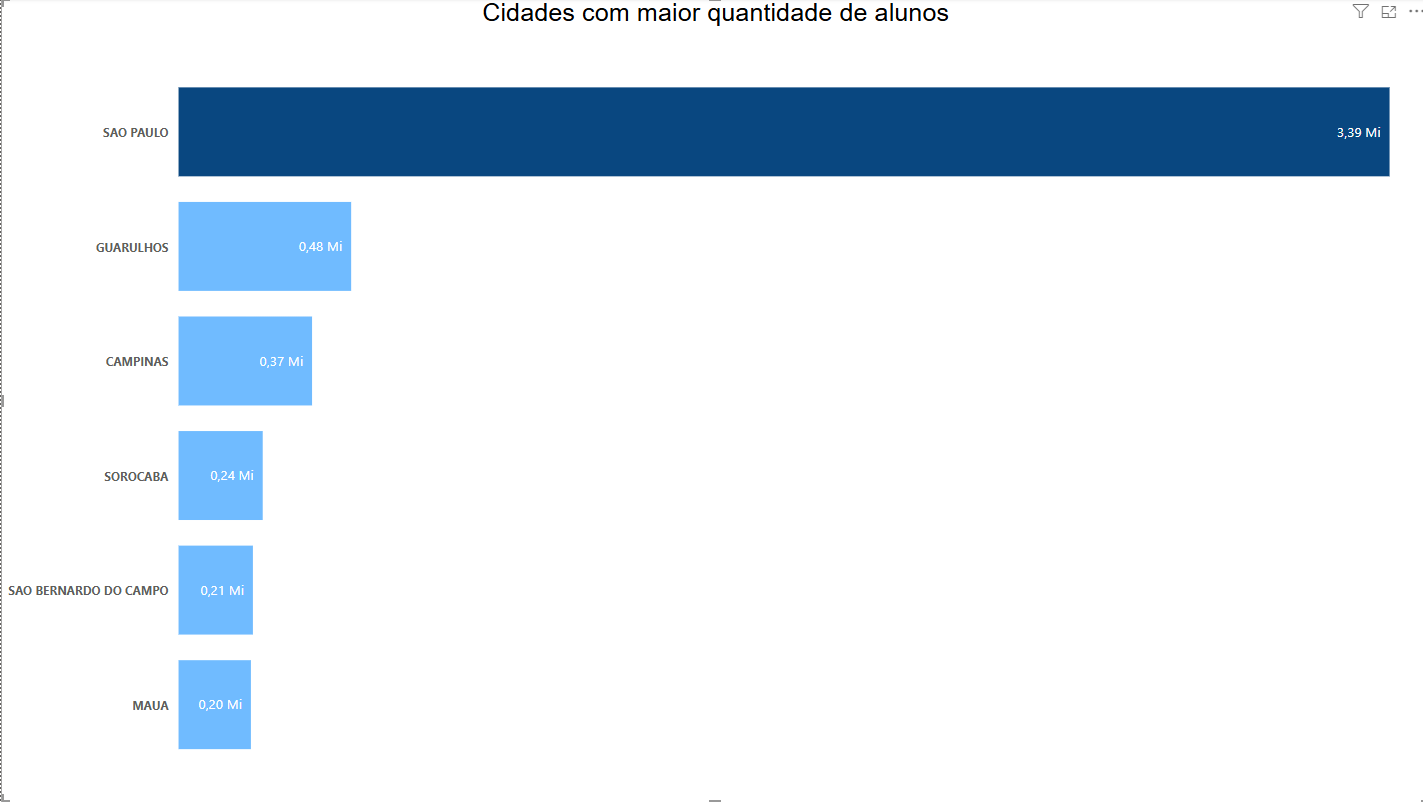 Cidades com maior quantidade de alunos
SAO PAULO 3,39 Mi
GUARULHOS 0,48 Mi
CAMPINAS 0,37 Mi
SOROCABA 0,24 Mi
SAO BERNARDO DO CAMPO 0,21 Mi
MAUA 0,20 Mi